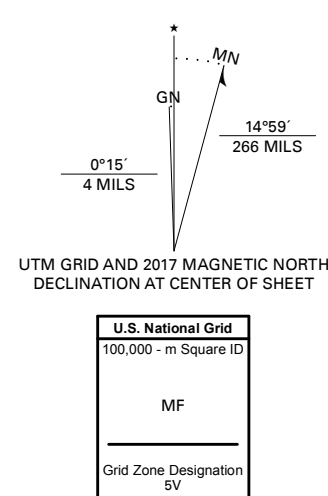 ★
MN
GN
14°59´
266 MILS
0°15´
4 MILS
UTM GRID AND 2017 MAGNETIC NORTH
DECLINATION AT CENTER OF SHEET
U.S. National Grid
100,000 - m Square ID
MF
Grid Zone Designation
5V